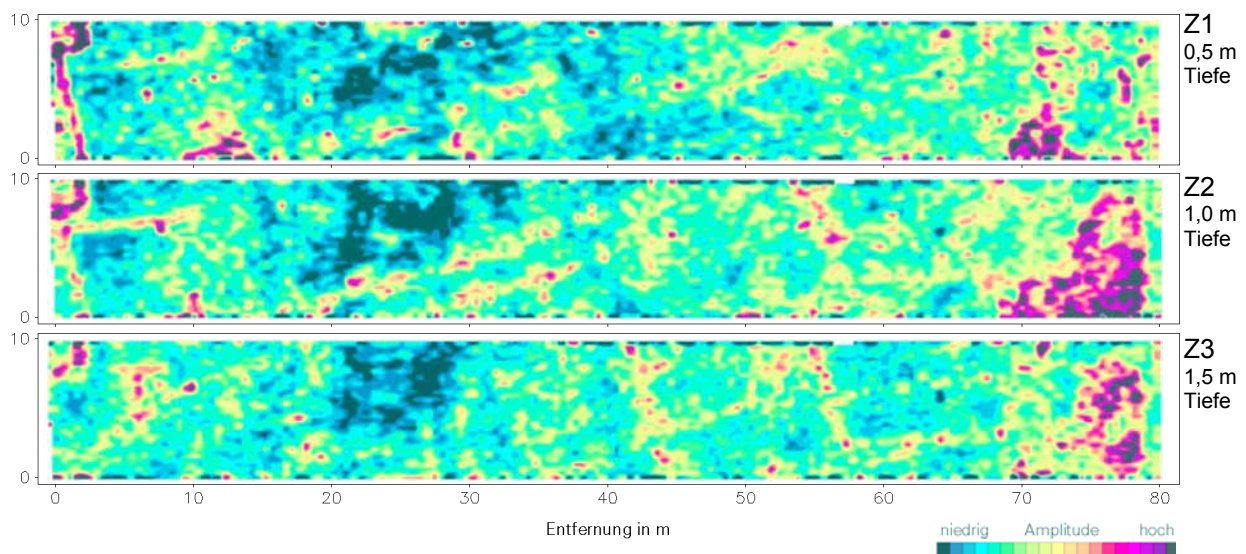 10
0
Z1
0,5 m
Tiefe
10
0
Z2
1,0 m
Tiefe
10
0
Z3
1,5 m
Tiefe
0 10 20 30 40 50 60 70 80
Entfernung in m
niedrig Amplitude hoch